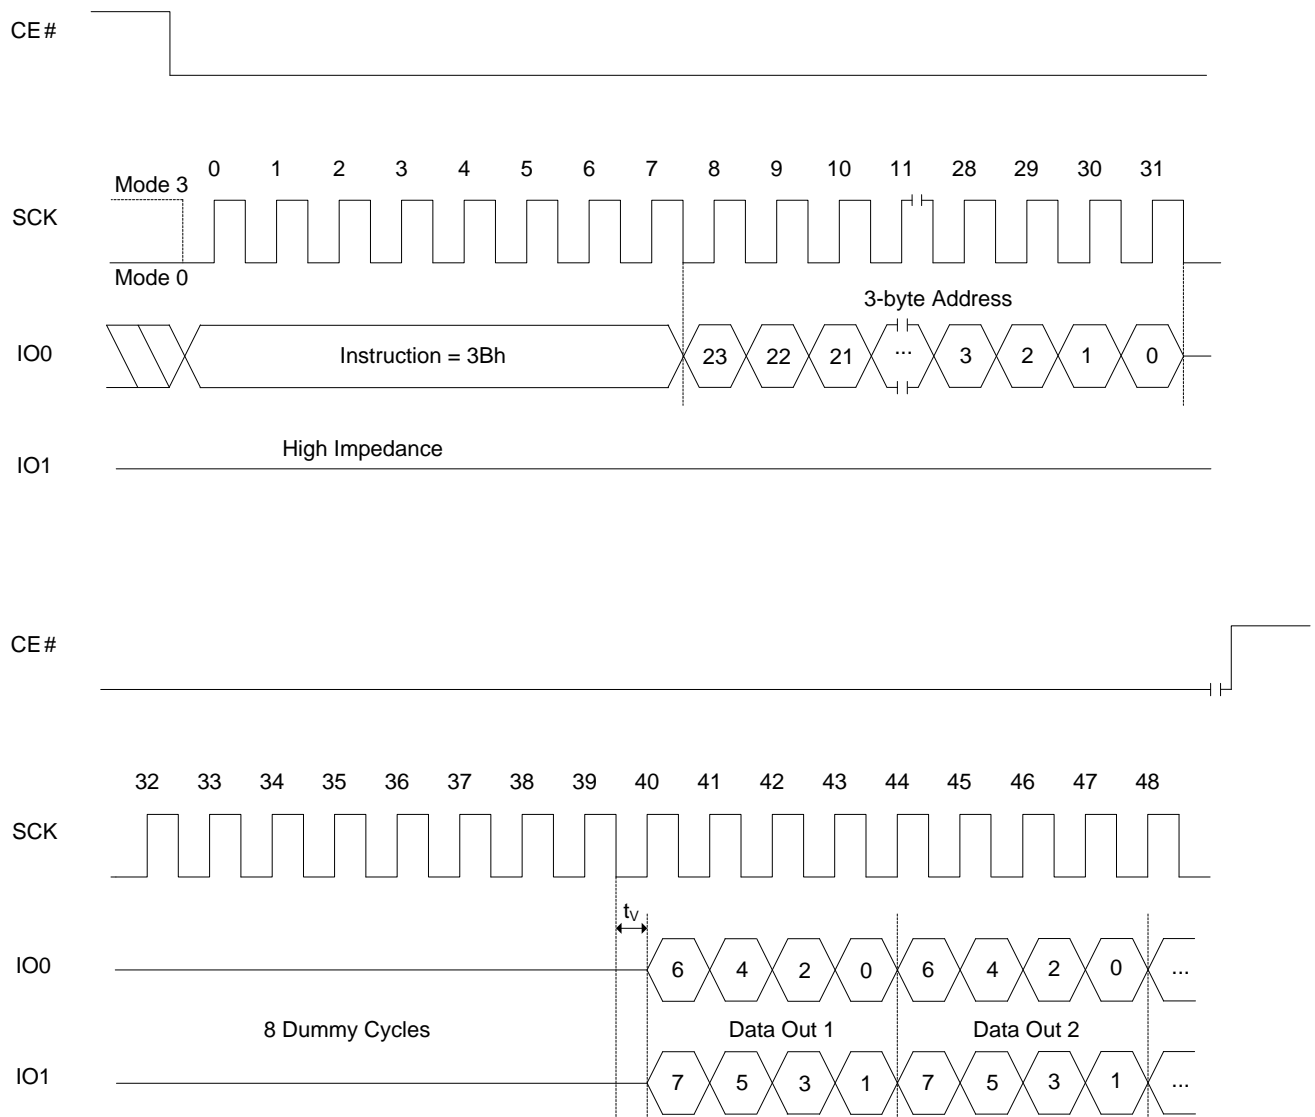 CE#
0 1 2 3 4 5 6 7 8 9 10 11 28 29 30 31
Mode 3
SCK
Mode 0
3-byte Address
IO0 Instruction = 3Bh 23 22 21 ... 3 2 1 0
High Impedance
IO1
CE#
32 33 34 35 36 37 38 39 40 41 42 43 44 45 46 47 48
SCK
tV
IO0 6 4 2 0 6 4 2 0 ...
8 Dummy Cycles Data Out 1 Data Out 2
IO1 7 5 3 1 7 5 3 1 ...